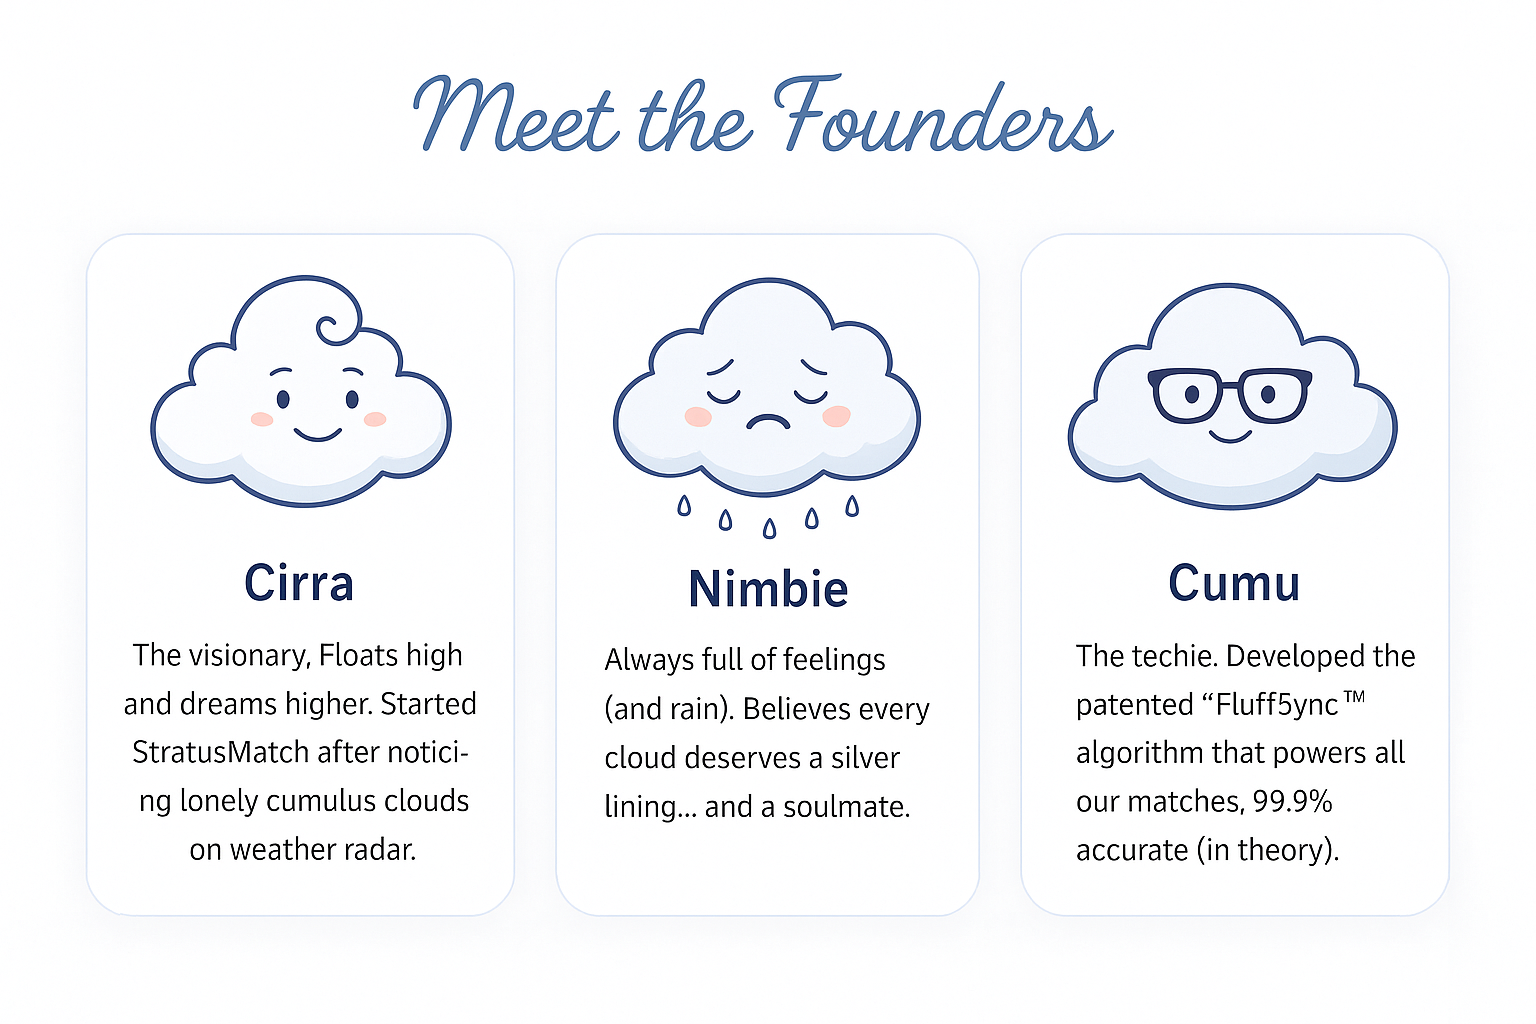 Meet the Founders
Cirra
The visionary, Floats high
and dreams higher. Started
StratusMatch after notici-
ng lonely cumulus clouds
on weather radar.
Nimbie
Always full of feelings
(and rain). Believes every
cloud deserves a silver
lining... and a soulmate.
Cumu
The techie. Developed the
patented “Fluff5ync™
algorithm that powers all
our matches, 99.9%
accurate (in theory).